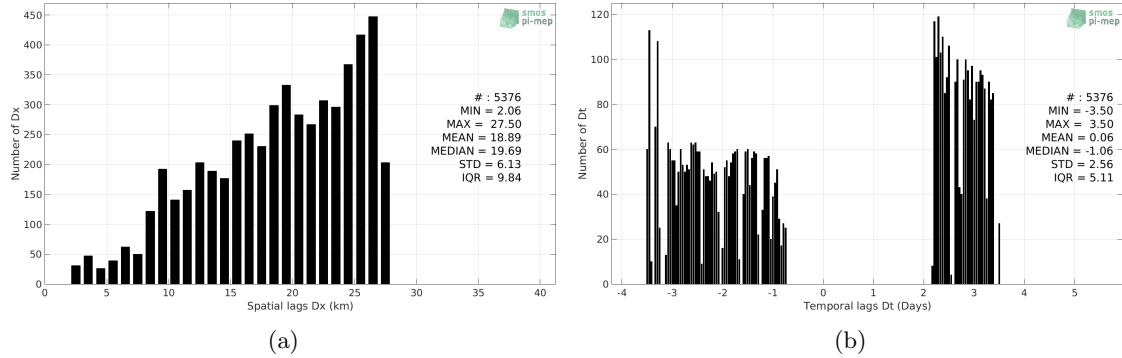 smos
pi-mep
450
400
350
300
250
200
150
100
50
0
Number of Dx
# : 5376
MIN = 2.06
MAX = 27.50
MEAN = 18.89
MEDIAN = 19.69
STD = 6.13
IQR = 9.84
0 5 10 15 20 25 30 35 40
Spatial lags Dx (km)
(a)
smos
pi-mep
120
100
80
60
40
20
0
Number of Dt
# : 5376
MIN = -3.50
MAX = 3.50
MEAN = 0.06
MEDIAN = -1.06
STD = 2.56
IQR = 5.11
-4 -3 -2 -1 0 1 2 3 4 5
Temporal lags Dt (Days)
(b)